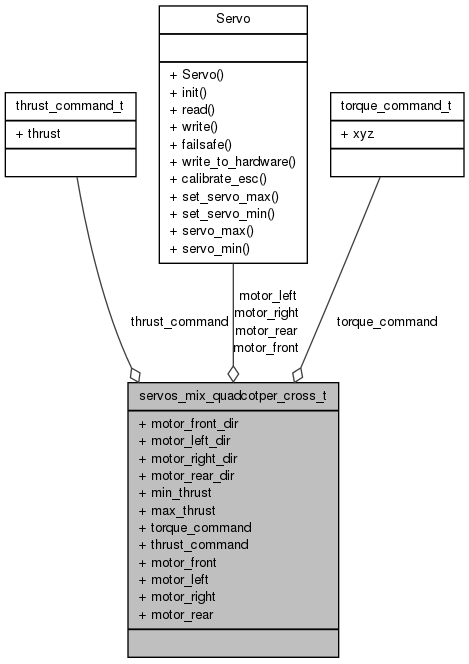 Servo
+ Servo()
+ init()
+ read()
+ write()
+ failsafe()
+ write_to_hardware()
+ calibrate_esc()
+ set_servo_max()
+ set_servo_min()
+ servo_max()
+ servo_min()
thrust_command_t
+ thrust
torque_command_t
+ xyz
thrust_command
motor_left
motor_right
motor_rear
motor_front
torque_command
servos_mix_quadcotper_cross_t
+ motor_front_dir
+ motor_left_dir
+ motor_right_dir
+ motor_rear_dir
+ min_thrust
+ max_thrust
+ torque_command
+ thrust_command
+ motor_front
+ motor_left
+ motor_right
+ motor_rear